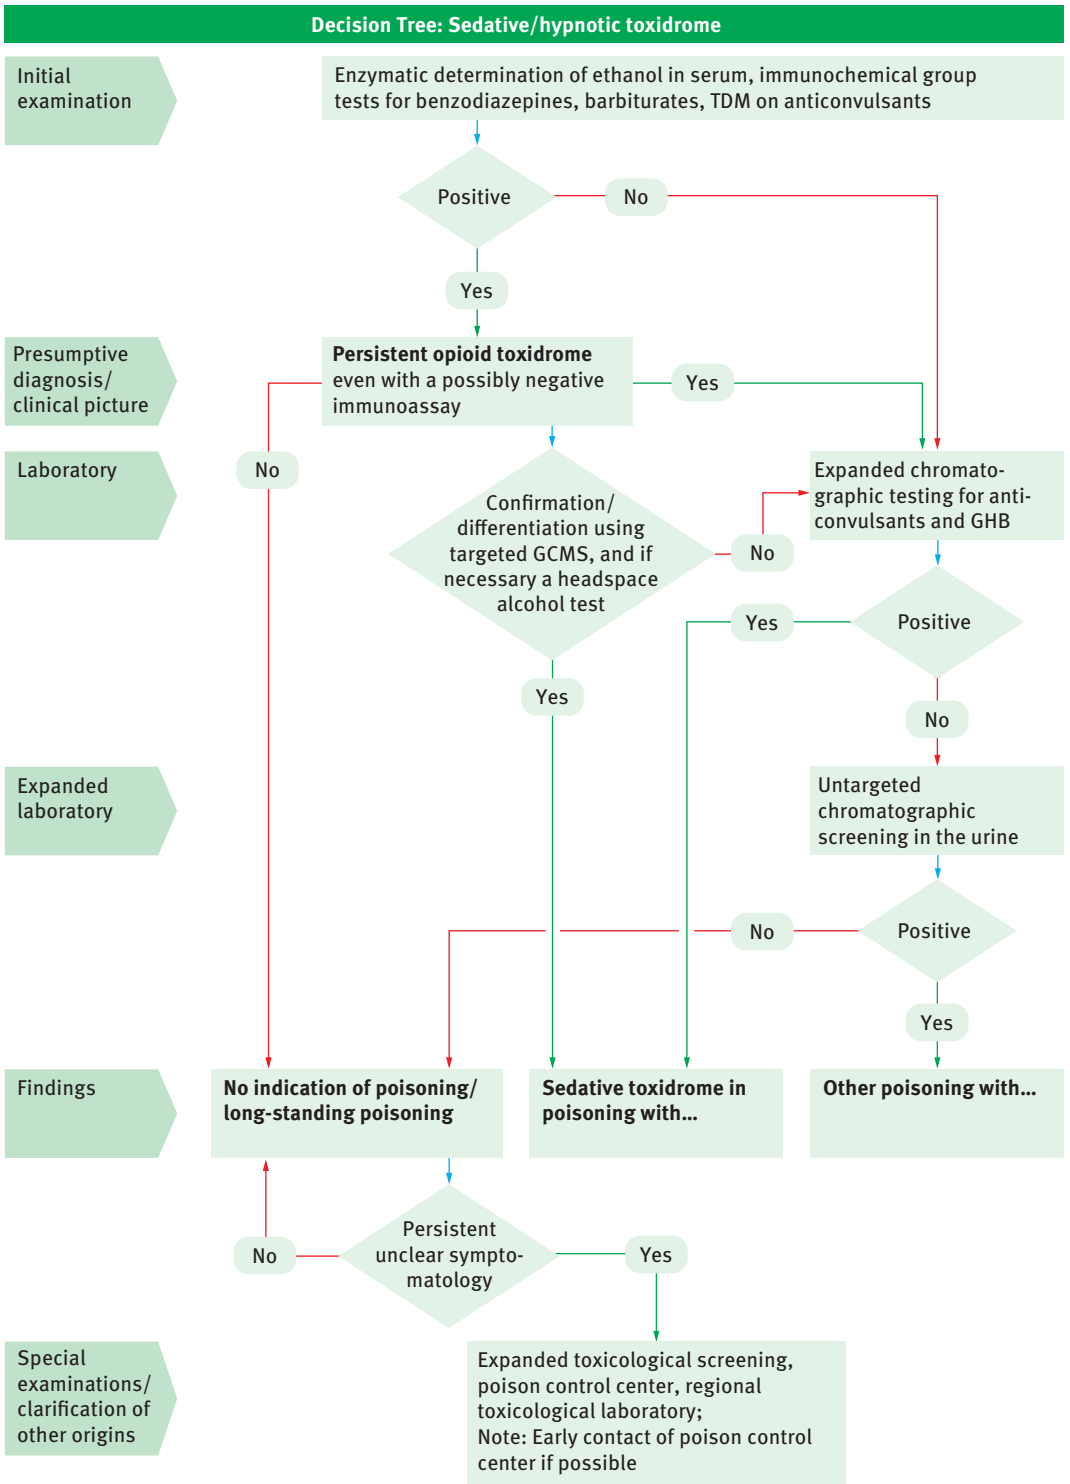 Decision Tree: Sedative/hypnotic toxidrome
Initial
examination
Enzymatic determination of ethanol in serum, immunochemical group
tests for benzodiazepines, barbiturates, TDM on anticonvulsants
Positive
No
Yes
Presumptive
diagnosis/
clinical picture
Persistent opioid toxidrome
even with a possibly negative
immunoassay
Yes
Laboratory
No
Confirmation/
differentiation using
targeted GCMS, and if
necessary a headspace
alcohol test
No
Expanded chromato-
graphic testing for anti-
convulsants and GHB
Yes
Positive
Yes
No
Expanded
laboratory
Untargeted
chromatographic
screening in the urine
No
Positive
Yes
Findings
No indication of poisoning/
long-standing poisoning
Sedative toxidrome in
poisoning with...
Other poisoning with...
No
Persistent
unclear sympto-
matology
Yes
Special
examinations/
clarification of
other origins
Expanded toxicological screening,
poison control center, regional
toxicological laboratory;
Note: Early contact of poison control
center if possible